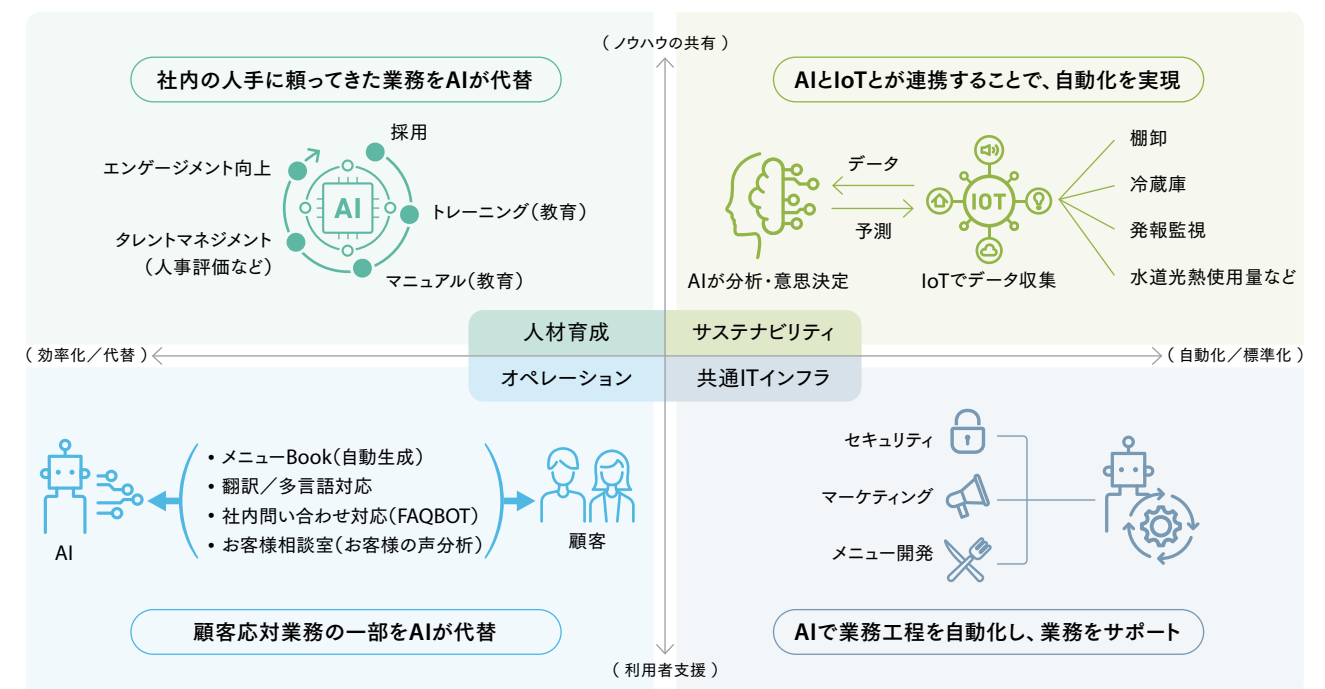 （ ノウハウの共有 ）
社内の人手に頼ってきた業務をAIが代替
採用
エンゲージメント向上
AI
トレーニング（教育）
タレントマネジメント
（人事評価など）
マニュアル（教育）
AIとIoTとが連携することで、自動化を実現
データ
予測
IOT
棚卸
冷蔵庫
発報監視
水道光熱使用量など
AIが分析・意思決定
IoTでデータ収集
人材育成
サステナビリティ
（ 効率化／代替 ）
（ 自動化／標準化 ）
オペレーション
共通ITインフラ
・メニューBook（自動生成）
・翻訳／多言語対応
・社内問い合わせ対応（FAQBOT）
・お客様相談室（お客様の声分析）
AI
顧客
顧客応対業務の一部をAIが代替
セキュリティ
マーケティング
メニュー開発
AIで業務工程を自動化し、業務をサポート
（ 利用者支援 ）